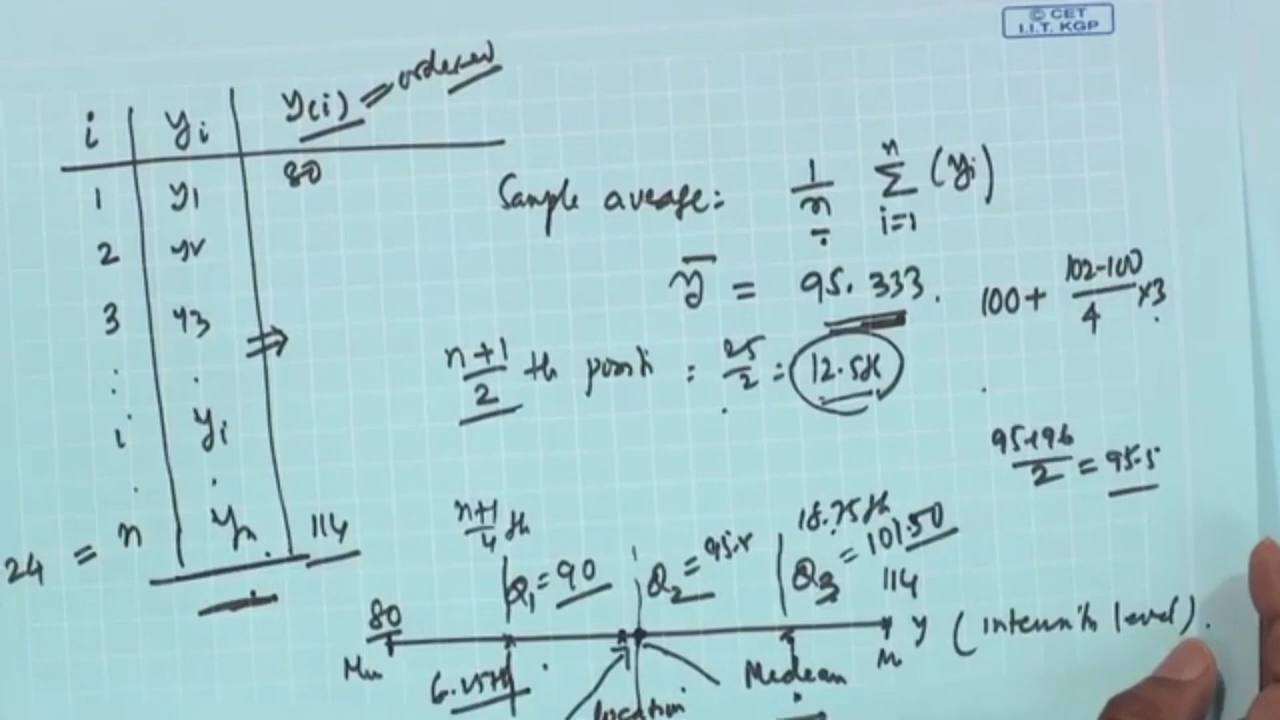 © CET
I.I.T. KGP
i yi y(i) = ordered
1 y1 80
2 y2
3 y3
i yi
24 = n yn 114
Sample average: 1/n Σ i=1 n (yi)
ȳ = 95.333.
100 + (102-100)/4 ×3
(n+1)/2 th : 25/2 = 12.5th
(95+96)/2 = 95.5
(n+1)/4 th
18.75th
Q1 = 90 Q2 = 95.5 Q3 = 101.50
80 114
y (intensity level).
Min 6.25th Median M
location